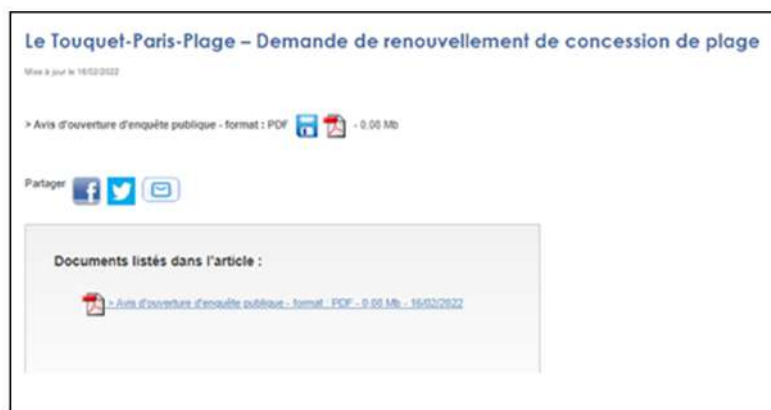 Le Touquet-Paris-Plage – Demande de renouvellement de concession de plage
Mise à jour le 16/02/2022
> Avis d'ouverture d'enquête publique - format : PDF - 0.08 Mb
Partager
Documents listés dans l'article :
> Avis d'ouverture d'enquête publique - format : PDF - 0.08 Mb - 16/02/2022